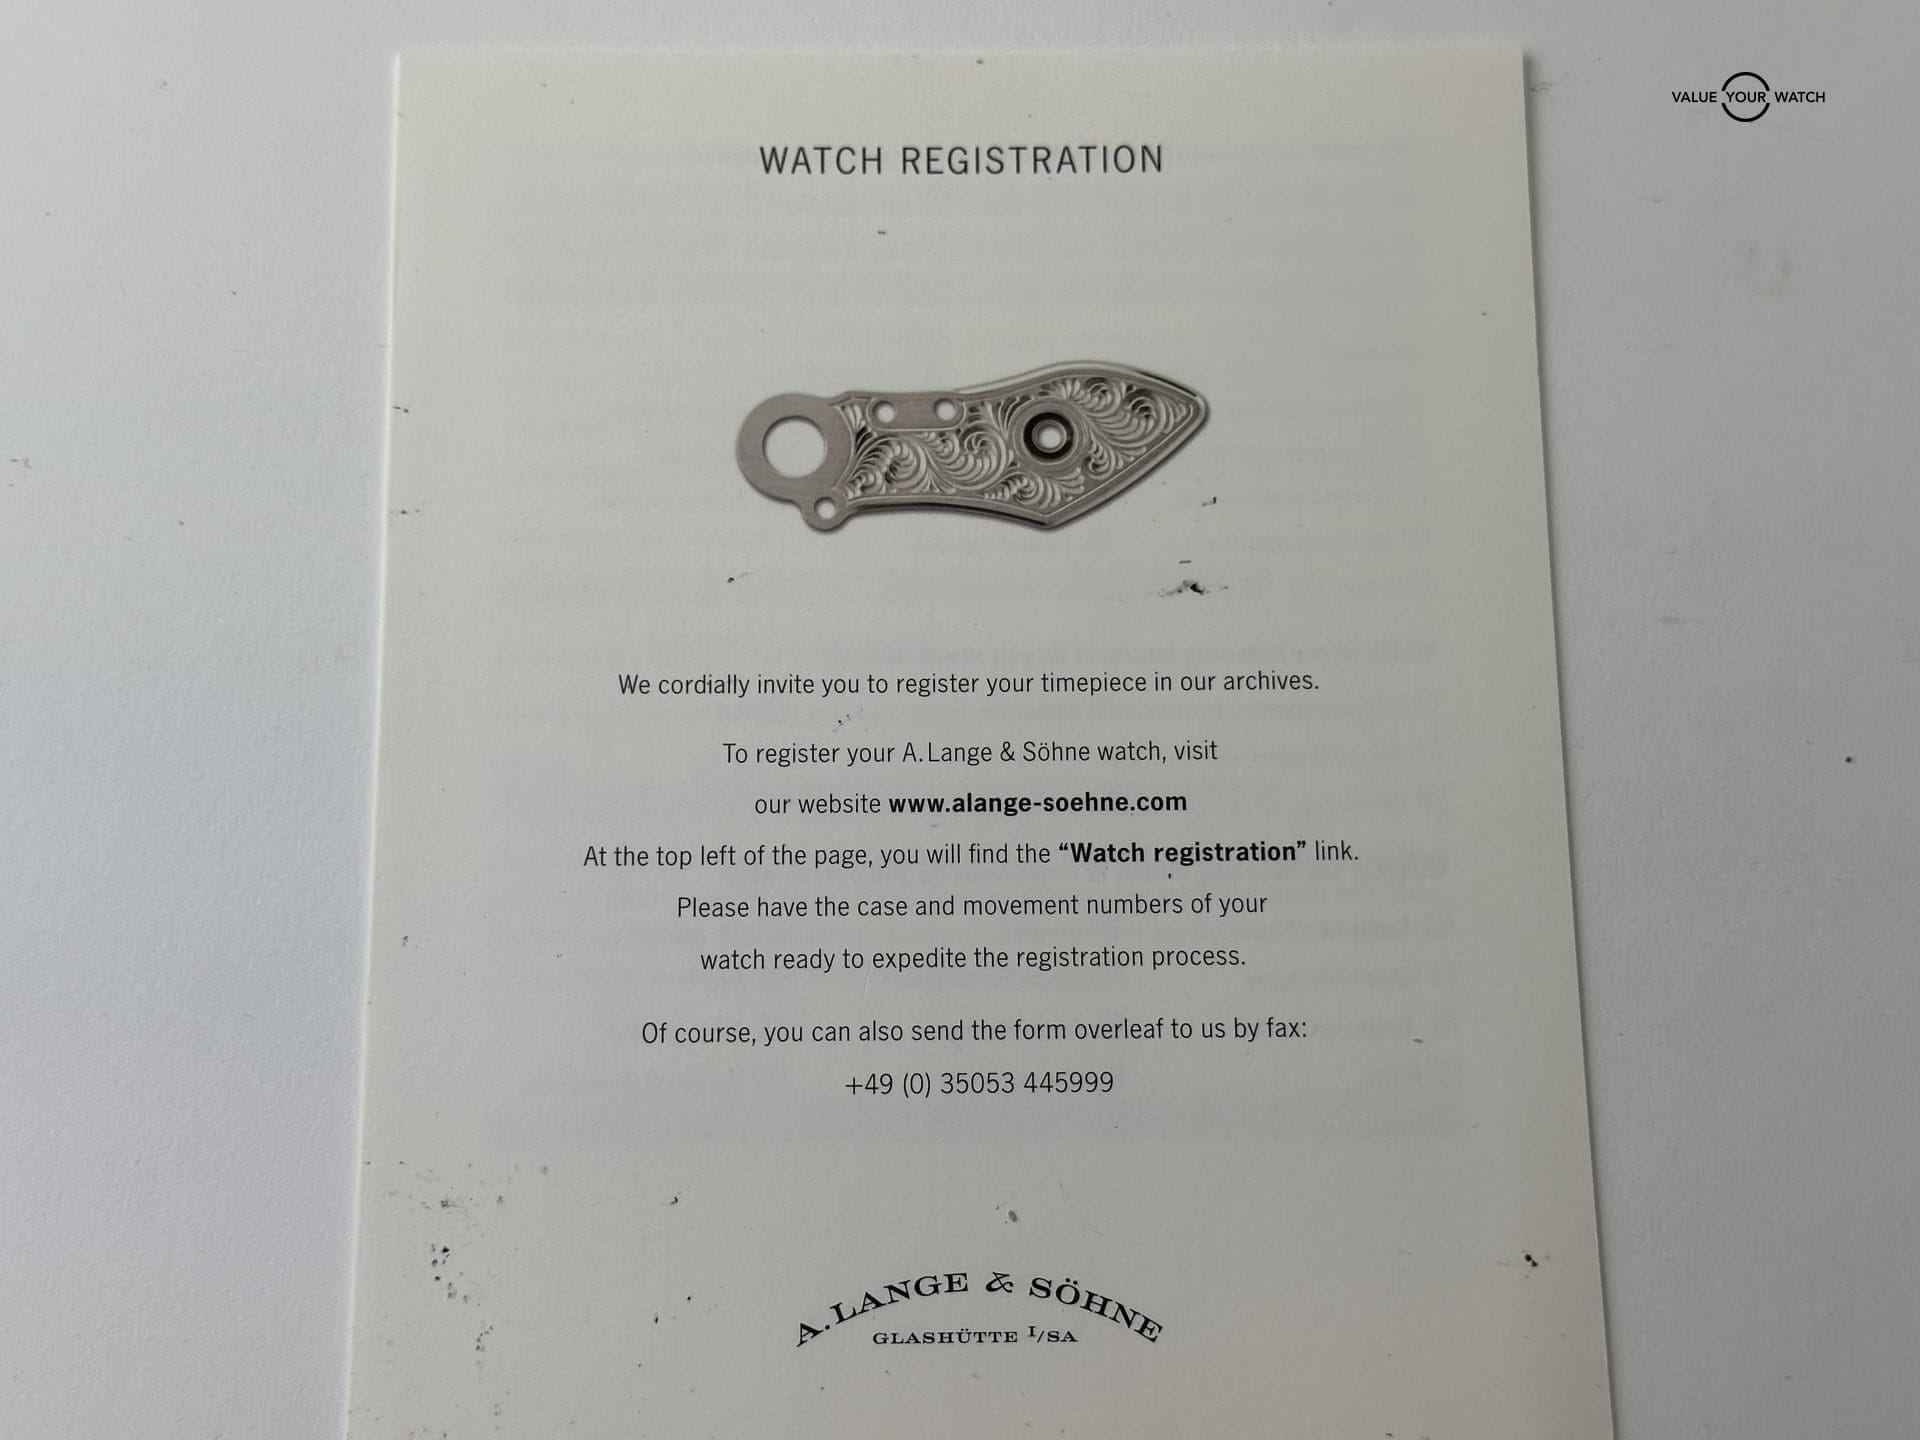 VALUE YOUR WATCH
WATCH REGISTRATION
We cordially invite you to register your timepiece in our archives.
To register your A. Lange & Söhne watch, visit
our website www.alange-soehne.com
At the top left of the page, you will find the “Watch registration” link.
Please have the case and movement numbers of your
watch ready to expedite the registration process.
Of course, you can also send the form overleaf to us by fax:
+49 (0) 35053 445999
A. LANGE & SÖHNE
GLASHÜTTE I/SA